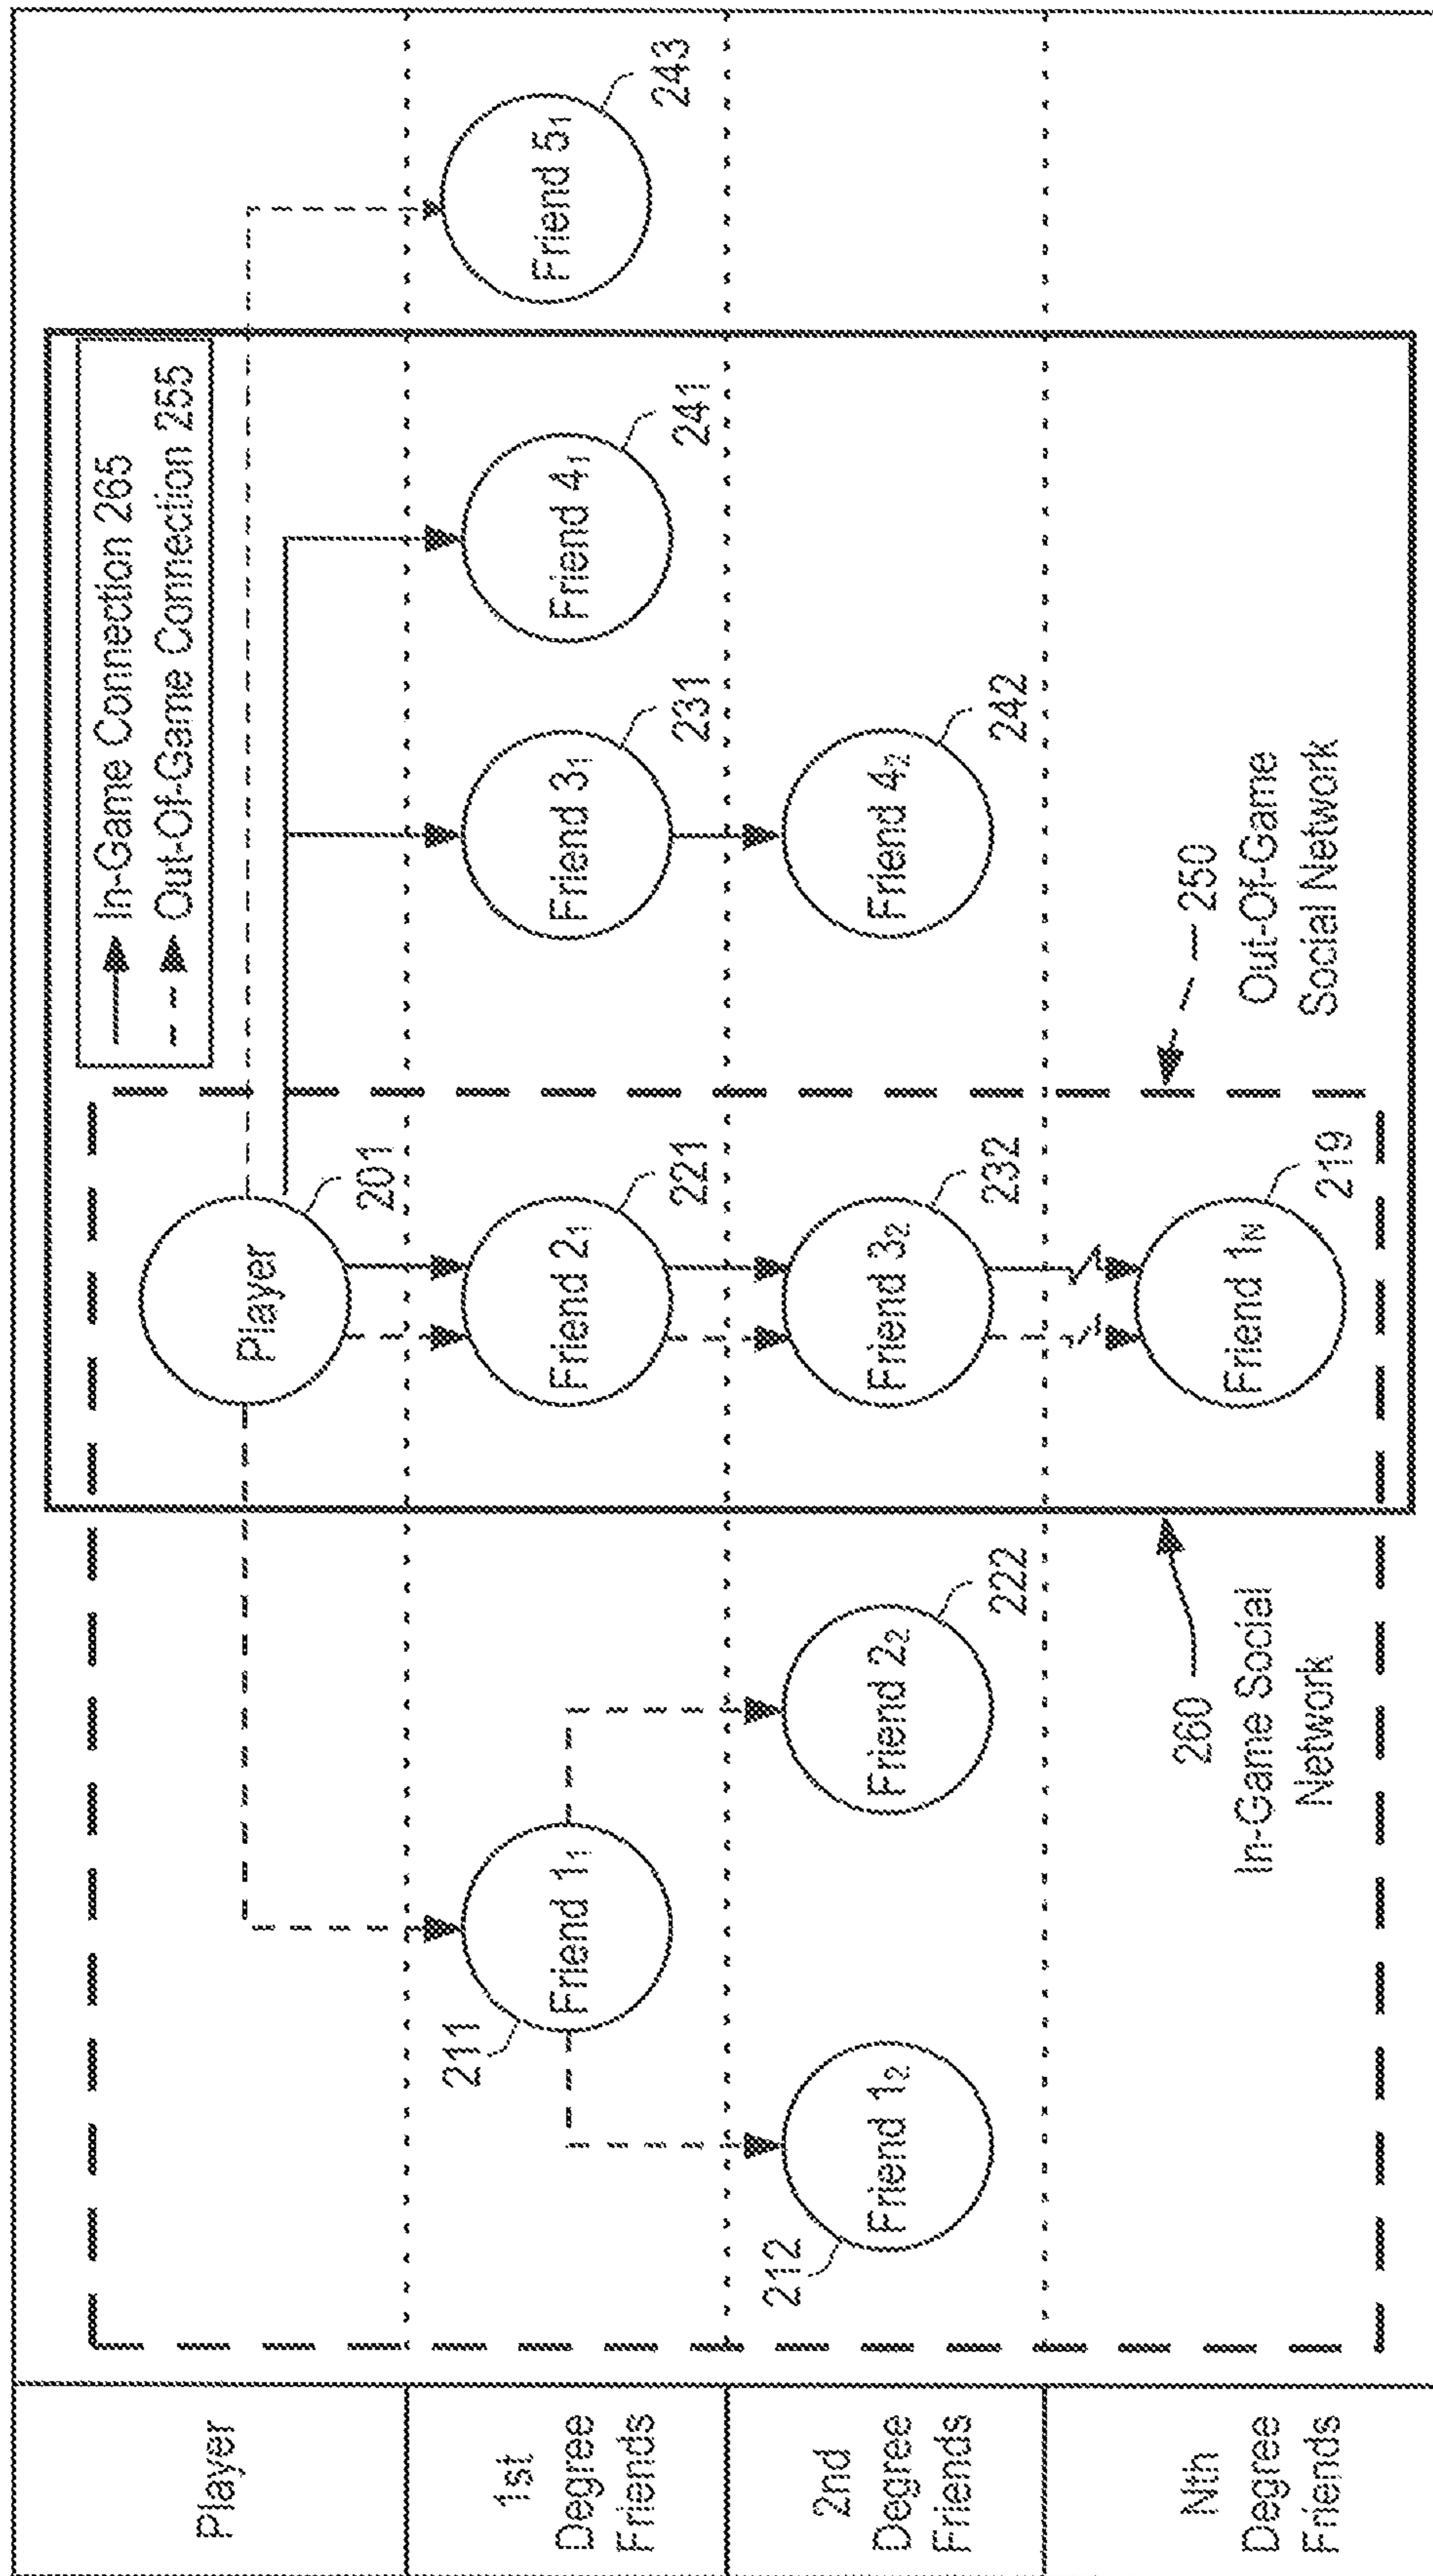 Player
1st
Degree
Friends
2nd
Degree
Friends
Nth
Degree
Friends
In-Game Connection 265
Out-Of-Game Connection 255
Player
201
211
Friend 1₁
Friend 2₁
221
Friend 3₁
231
Friend 4₁
241
Friend 5₁
243
212
Friend 1₂
Friend 2₂
222
Friend 3₂
232
Friend 4₂
242
260
In-Game Social
Network
Friend 1N
219
250
Out-Of-Game
Social Network